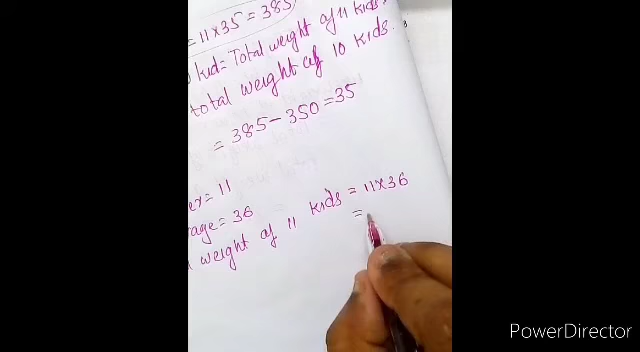 = 11x35 = 385
kid = Total weight of 11 kids -
total weight of 10 kids.
= 385 - 350 = 35
= 11
= 36
weight of 11 kids = 11x36
=
PowerDirector